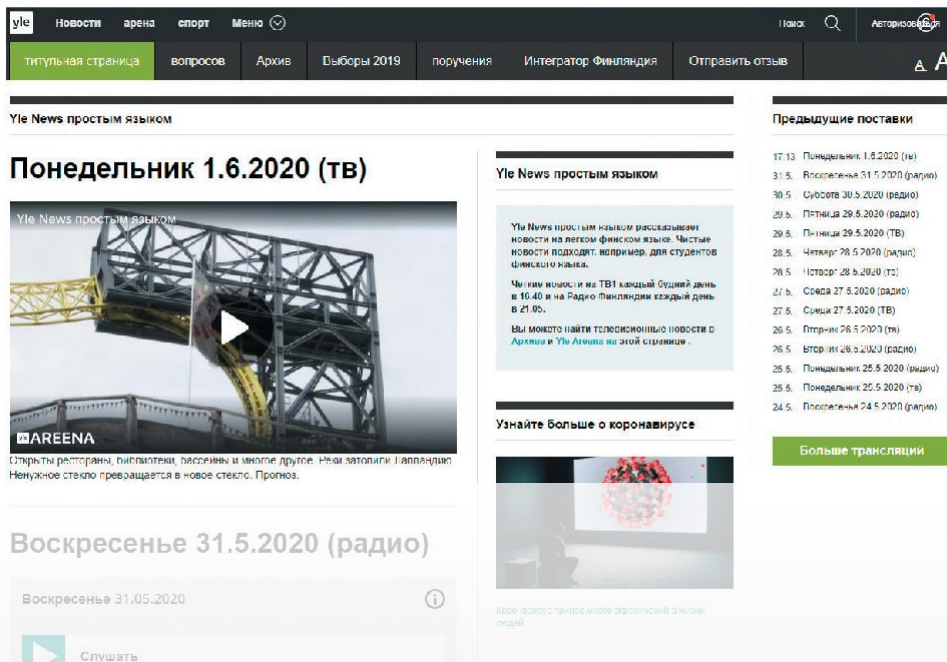 yle Новости арена спорт Меню Поиск Авторизоваться
титульная страница вопросов Архив Выборы 2019 поручения Интегратор Финляндия Отправить отзыв A A
Yle News простым языком
Понедельник 1.6.2020 (тв)
Yle News простым языком
AREENA
Открыты рестораны, библиотеки, бассейны и многое другое. Реки затопили Лапландию.
Ненужное стекло превращается в новое стекло. Прогноз.
Воскресенье 31.5.2020 (радио)
Воскресенье 31.05.2020
Слушать
Yle News простым языком
Yle News простым языком рассказывает
новости на легком финском языке. Чистые
новости подходят, например, для студентов
финского языка.
Четкие новости на ТВ1 каждый будний день
в 16.40 и на Радио Финляндии каждый день
в 21.05.
Вы можете найти телевизионные новости в
Архиве и Yle Areena на этой странице .
Узнайте больше о коронавирусе
Коронавирус принес много ограничений в жизни
людей
Предыдущие поставки
17:13 Понедельник 1.6.2020 (тв)
31.5. Воскресенье 31.5.2020 (радио)
30.5. Суббота 30.5.2020 (радио)
29.5. Пятница 29.5.2020 (радио)
29.5. Пятница 29.5.2020 (ТВ)
28.5. Четверг 28.5.2020 (радио)
28.5. Четверг 28.5.2020 (тв)
27.5. Среда 27.5.2020 (радио)
27.5. Среда 27.5.2020 (ТВ)
26.5. Вторник 26.5.2020 (тв)
26.5. Вторник 26.5.2020 (радио)
25.5. Понедельник 25.5.2020 (радио)
25.5. Понедельник 25.5.2020 (тв)
24.5. Воскресенье 24.5.2020 (радио)
Больше трансляций